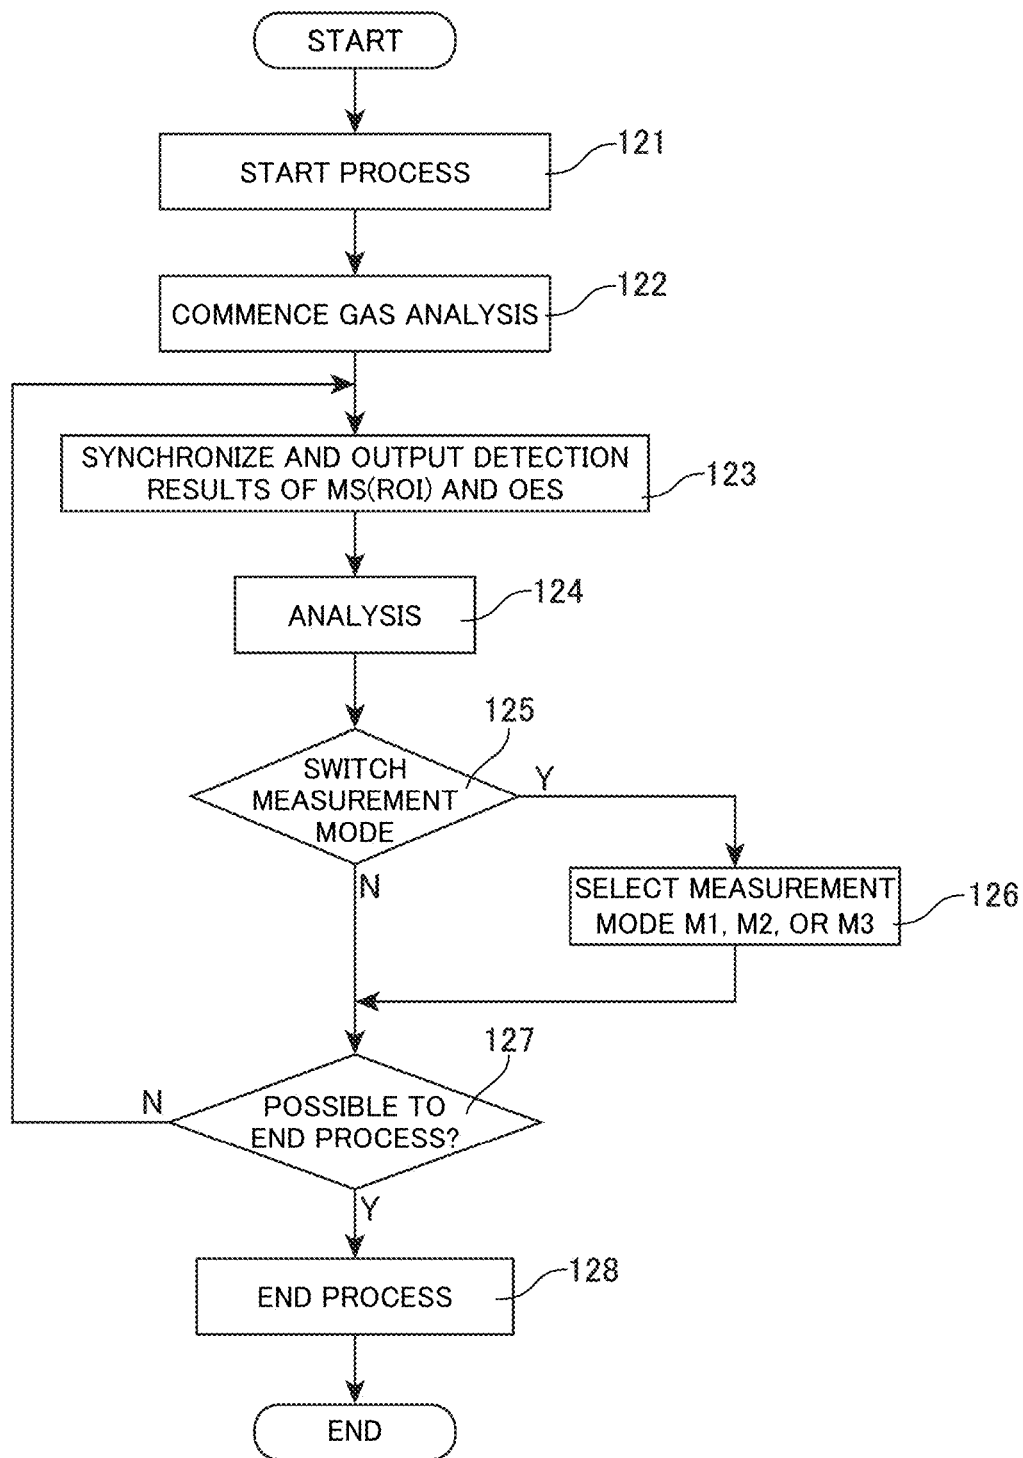 START
121
START PROCESS
122
COMMENCE GAS ANALYSIS
SYNCHRONIZE AND OUTPUT DETECTION
RESULTS OF MS(ROI) AND OES
123
124
ANALYSIS
125
SWITCH
MEASUREMENT
MODE
Y
N
SELECT MEASUREMENT
MODE M1, M2, OR M3
126
127
N
POSSIBLE TO
END PROCESS?
Y
128
END PROCESS
END